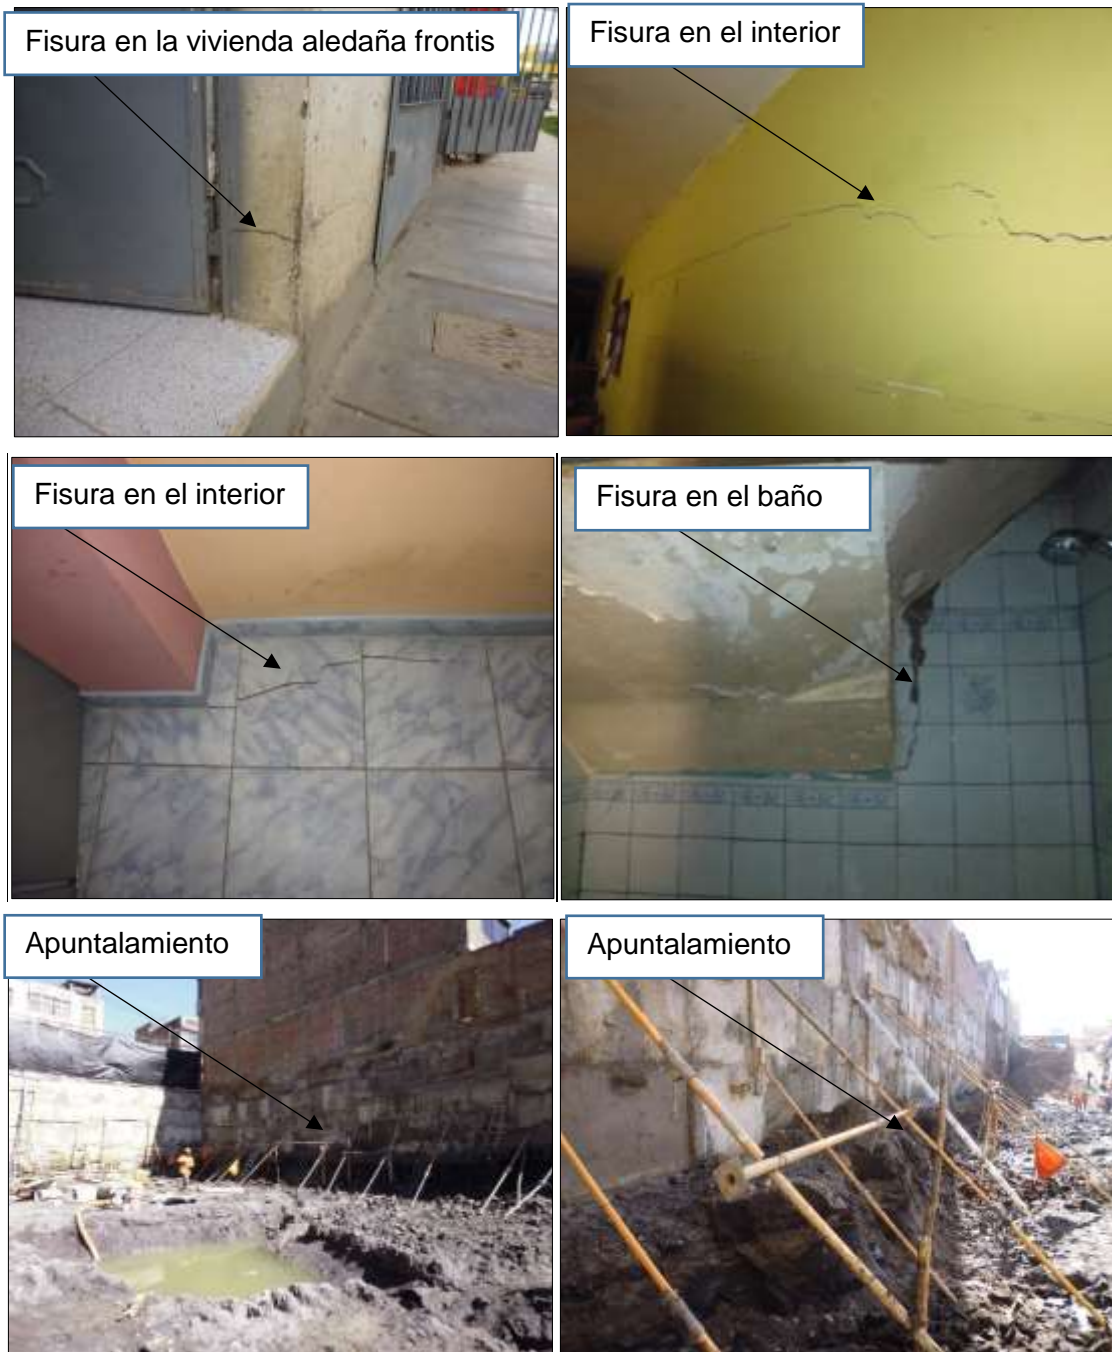 Fisura en la vivienda aledaña frontis
Fisura en el interior
Fisura en el interior
Fisura en el baño
Apuntalamiento
Apuntalamiento